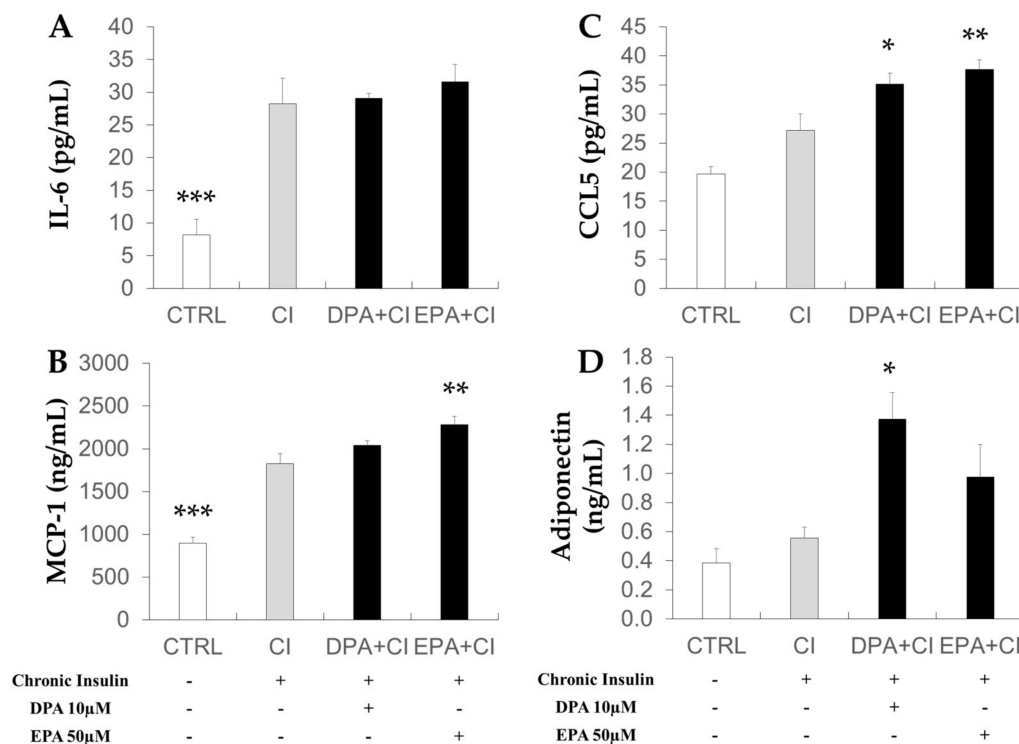 A
IL-6 (pg/mL)
40
35
30
25
20
15
10
5
0
***
CTRL CI DPA+CI EPA+CI
C
CCL5 (pg/mL)
45
40
35
30
25
20
15
10
5
0
*
**
CTRL CI DPA+CI EPA+CI
B
MCP-1 (ng/mL)
3000
2500
2000
1500
1000
500
0
***
**
CTRL CI DPA+CI EPA+CI
Chronic Insulin - + + +
DPA 10µM - - + -
EPA 50µM - - - +
D
Adiponectin
(ng/mL)
1.8
1.6
1.4
1.2
1.0
0.8
0.6
0.4
0.2
0.0
*
CTRL CI DPA+CI EPA+CI
Chronic Insulin - + + +
DPA 10µM - - + -
EPA 50µM - - - +